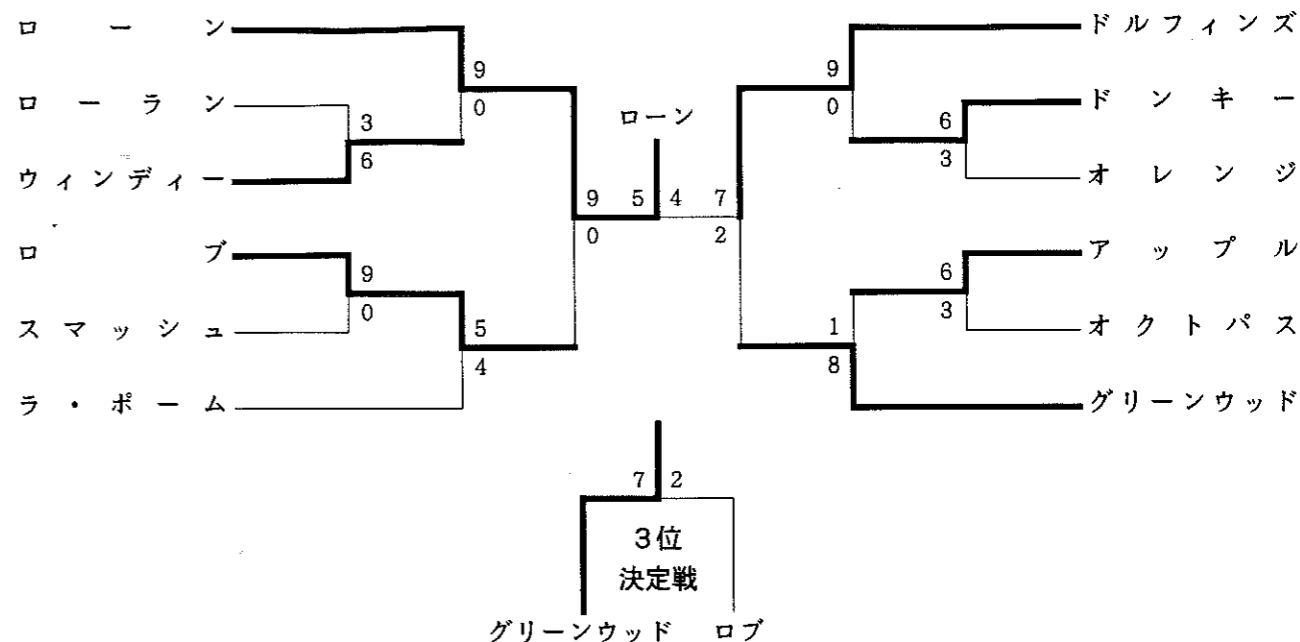 ローン
ドルフィンズ
9
9
ローラン
0
ローン
0
ドンキー
3
6
6
3
ウィンディー
オレンジ
9 5 4 7
0
2
ロブ
アップル
9
6
0
3
スマッシュ
5
1
オクトパス
4
8
ラ・ポーム
グリーンウッド
7 2
3位
決定戦
グリーンウッド ロブ